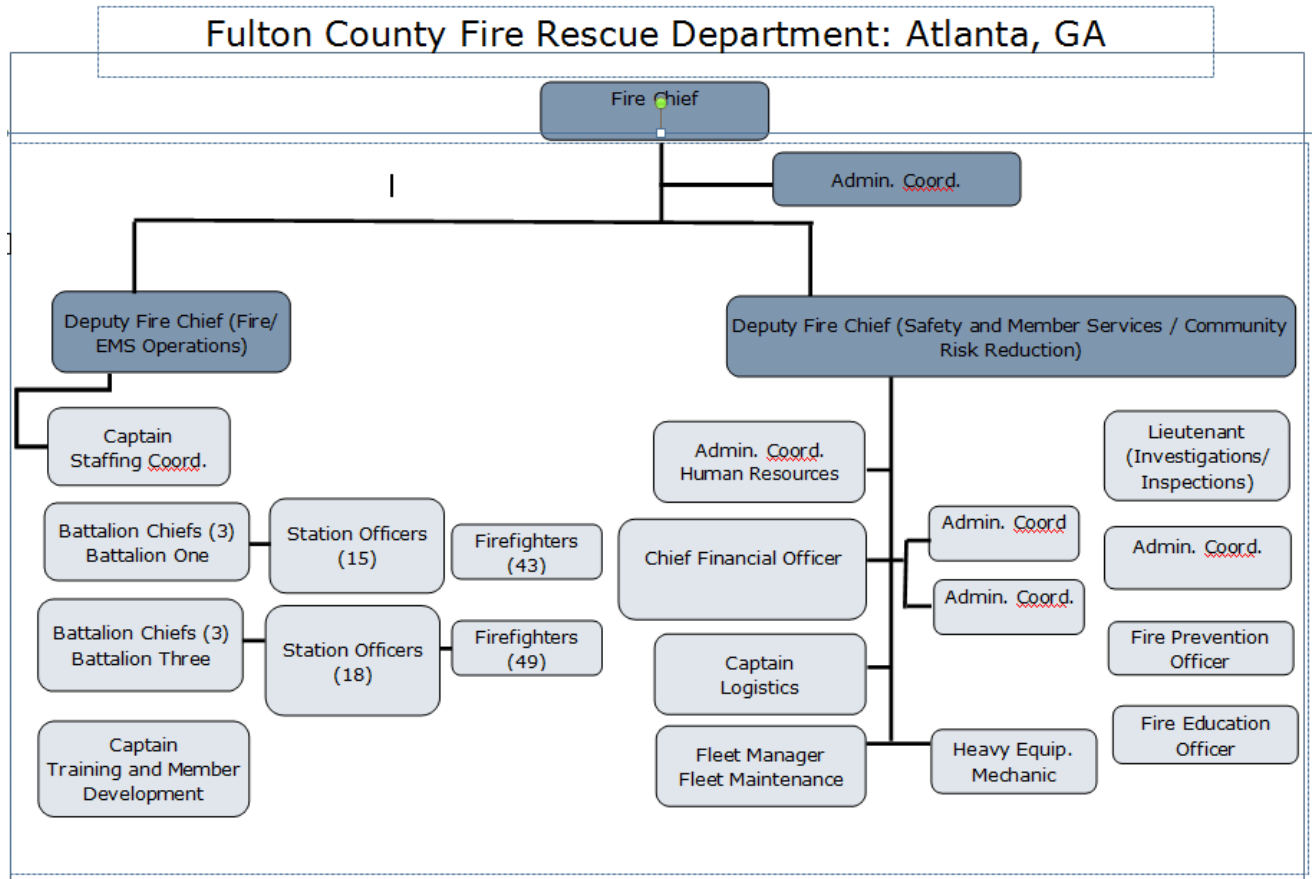 Fulton County Fire Rescue Department: Atlanta, GA
Fire Chief
Admin. Coord.
Deputy Fire Chief (Fire/
EMS Operations)
Deputy Fire Chief (Safety and Member Services / Community
Risk Reduction)
Captain
Staffing Coord.
Battalion Chiefs (3)
Battalion One
Station Officers
(15)
Firefighters
(43)
Battalion Chiefs (3)
Battalion Three
Station Officers
(18)
Firefighters
(49)
Captain
Training and Member
Development
Admin. Coord.
Human Resources
Chief Financial Officer
Admin. Coord
Admin. Coord.
Captain
Logistics
Fleet Manager
Fleet Maintenance
Heavy Equip.
Mechanic
Lieutenant
(Investigations/
Inspections)
Admin. Coord.
Fire Prevention
Officer
Fire Education
Officer